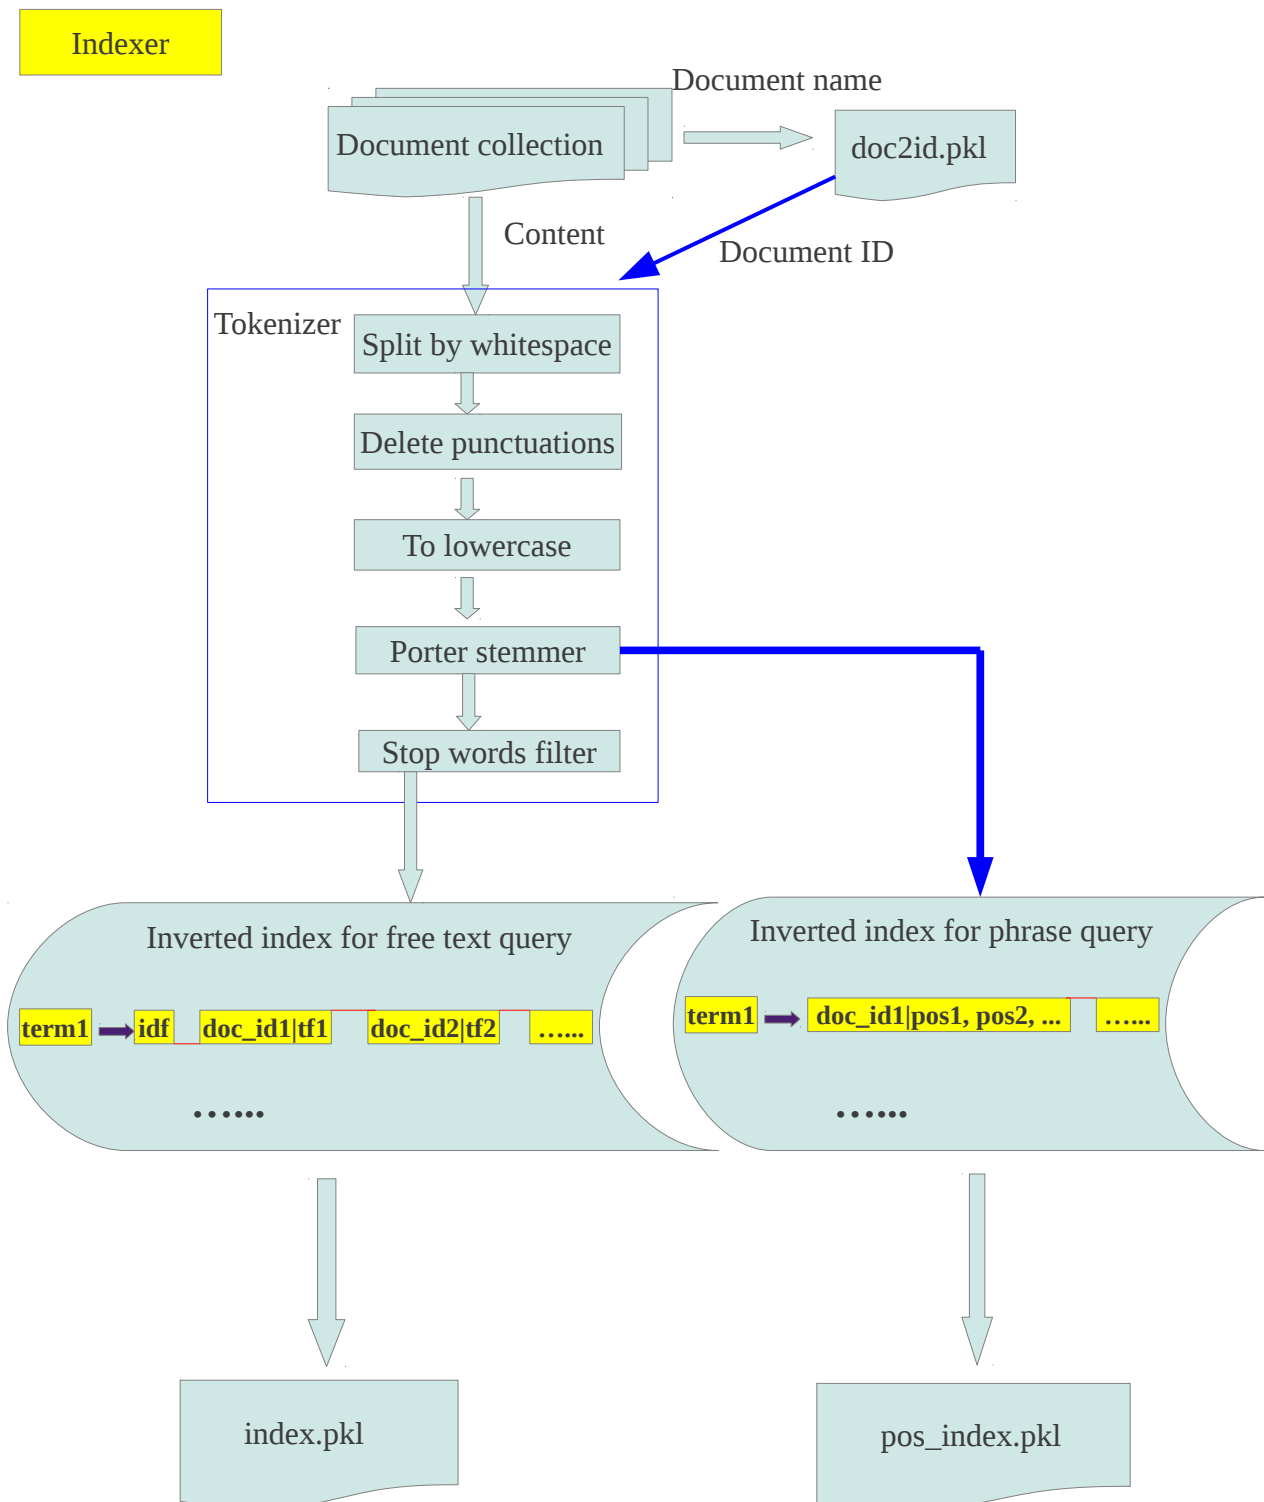 Indexer
Document name
Document collection
doc2id.pkl
Content
Document ID
Tokenizer
Split by whitespace
Delete punctuations
To lowercase
Porter stemmer
Stop words filter
Inverted index for free text query
term1 idf doc_id1|tf1 doc_id2|tf2 …...
…...
Inverted index for phrase query
term1 doc_id1|pos1, pos2, ... …...
…...
index.pkl
pos_index.pkl